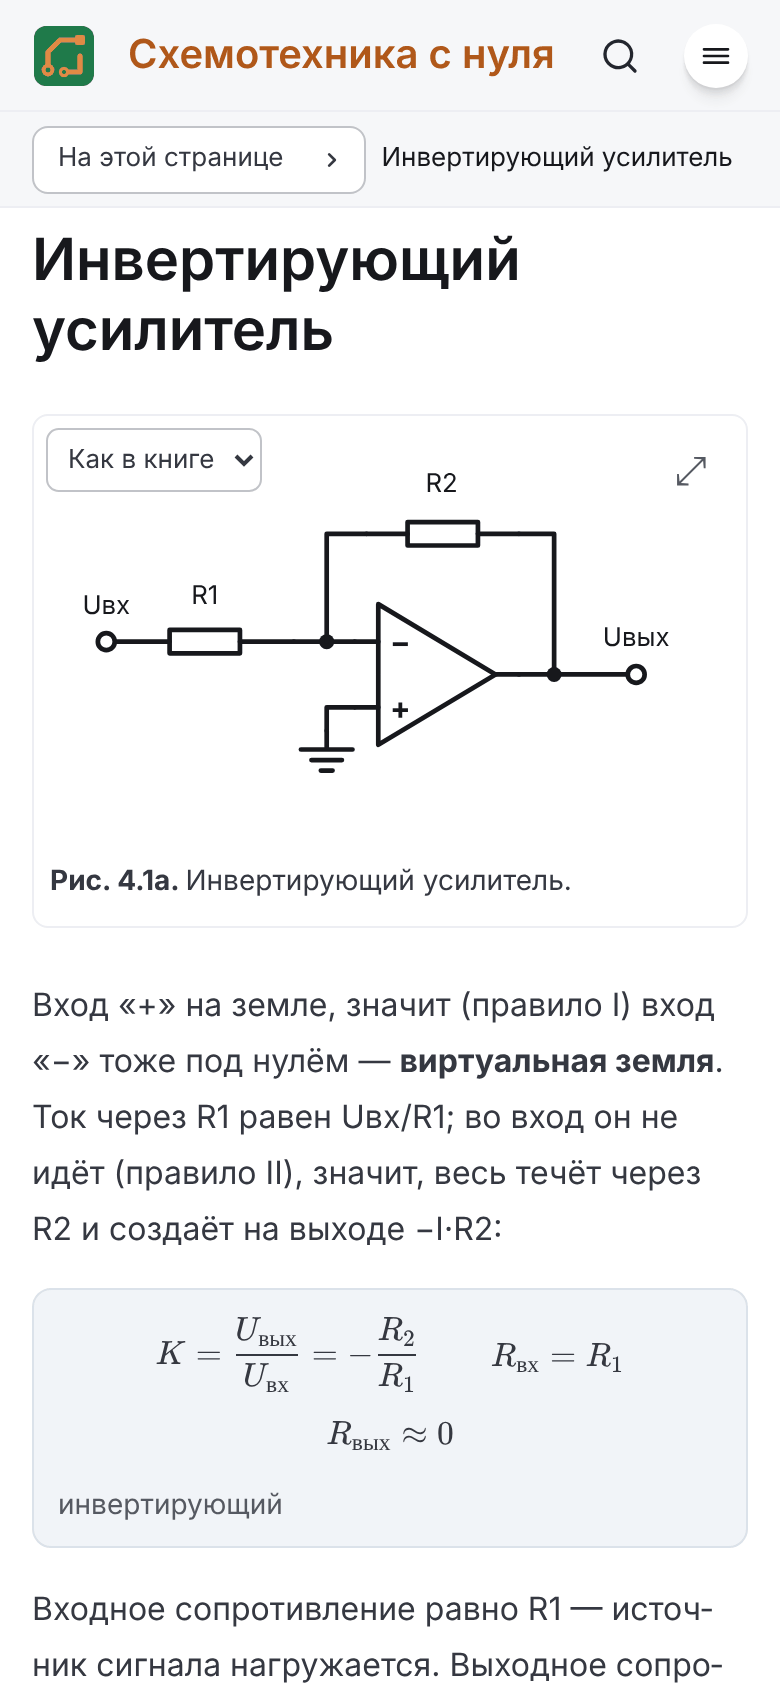 Схемотехника с нуля
На этой странице
Инвертирующий усилитель
Инвертирующий
усилитель
Как в книге
R2
Uвх
R1
Uвых
−
+
Рис. 4.1а. Инвертирующий усилитель.
Вход «+» на земле, значит (правило I) вход
«−» тоже под нулём — виртуальная земля.
Ток через R1 равен Uвх/R1; во вход он не
идёт (правило II), значит, весь течёт через
R2 и создаёт на выходе −I·R2:
K = Uвых/Uвх = −R2/R1 Rвх = R1
Rвых ≈ 0
инвертирующий
Входное сопротивление равно R1 — источ-
ник сигнала нагружается. Выходное сопро-